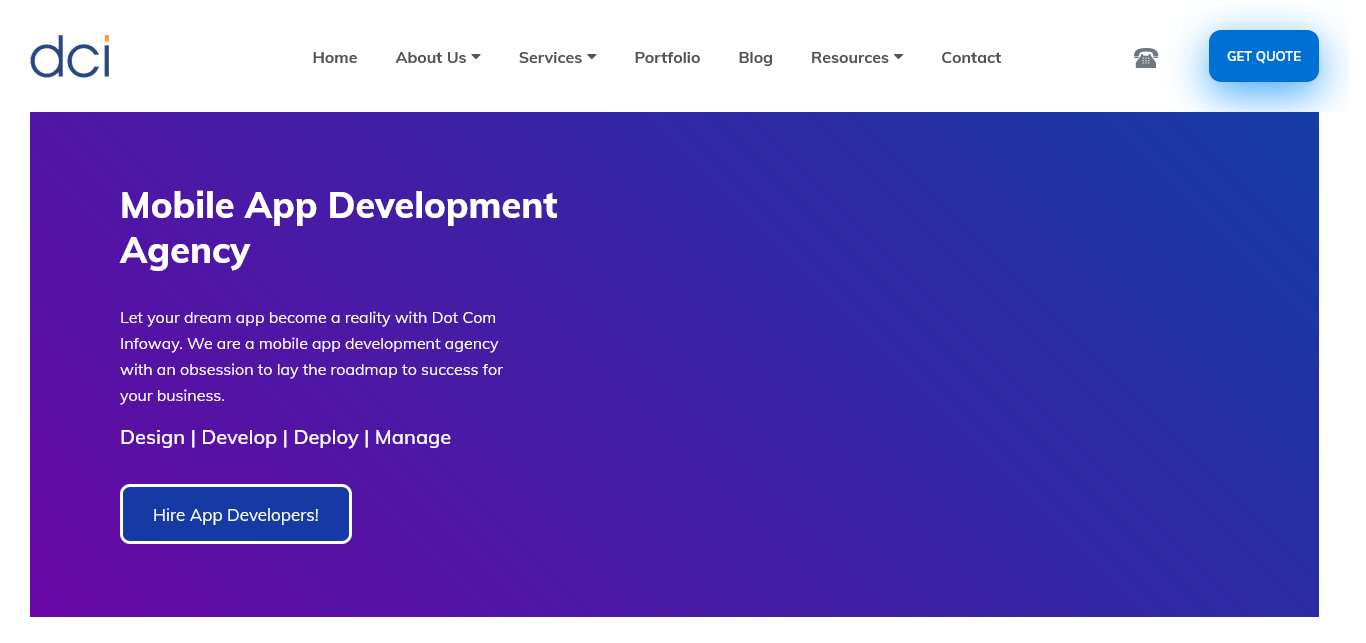 dci
Home About Us Services Portfolio Blog Resources Contact GET QUOTE
Mobile App Development
Agency
Let your dream app become a reality with Dot Com
Infoway. We are a mobile app development agency
with an obsession to lay the roadmap to success for
your business.
Design | Develop | Deploy | Manage
Hire App Developers!